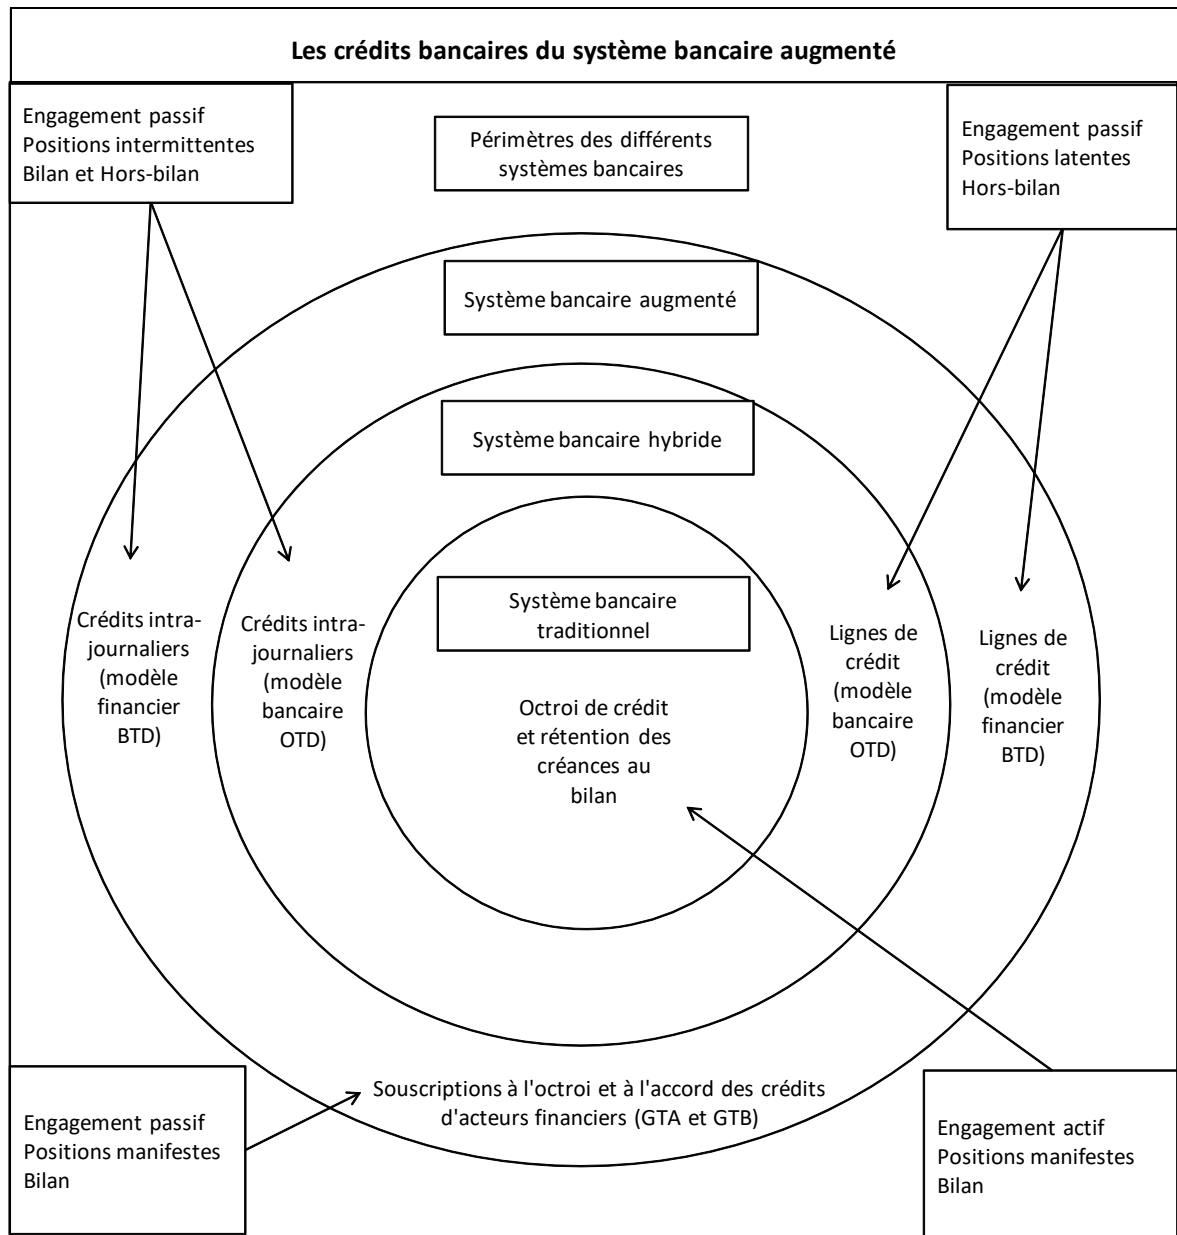 Les crédits bancaires du système bancaire augmenté
Engagement passif
Positions intermittentes
Bilan et Hors-bilan
Périmètres des différents
systèmes bancaires
Engagement passif
Positions latentes
Hors-bilan
Système bancaire augmenté
Système bancaire hybride
Système bancaire
traditionnel
Crédits intra-
journaliers
(modèle
financier
BTD)
Crédits intra-
journaliers
(modèle
bancaire
OTD)
Octroi de crédit
et rétention des
créances au
bilan
Lignes de
crédit
(modèle
bancaire
OTD)
Lignes de
crédit
(modèle
financier
BTD)
Souscriptions à l'octroi et à l'accord des crédits
d'acteurs financiers (GTA et GTB)
Engagement passif
Positions manifestes
Bilan
Engagement actif
Positions manifestes
Bilan